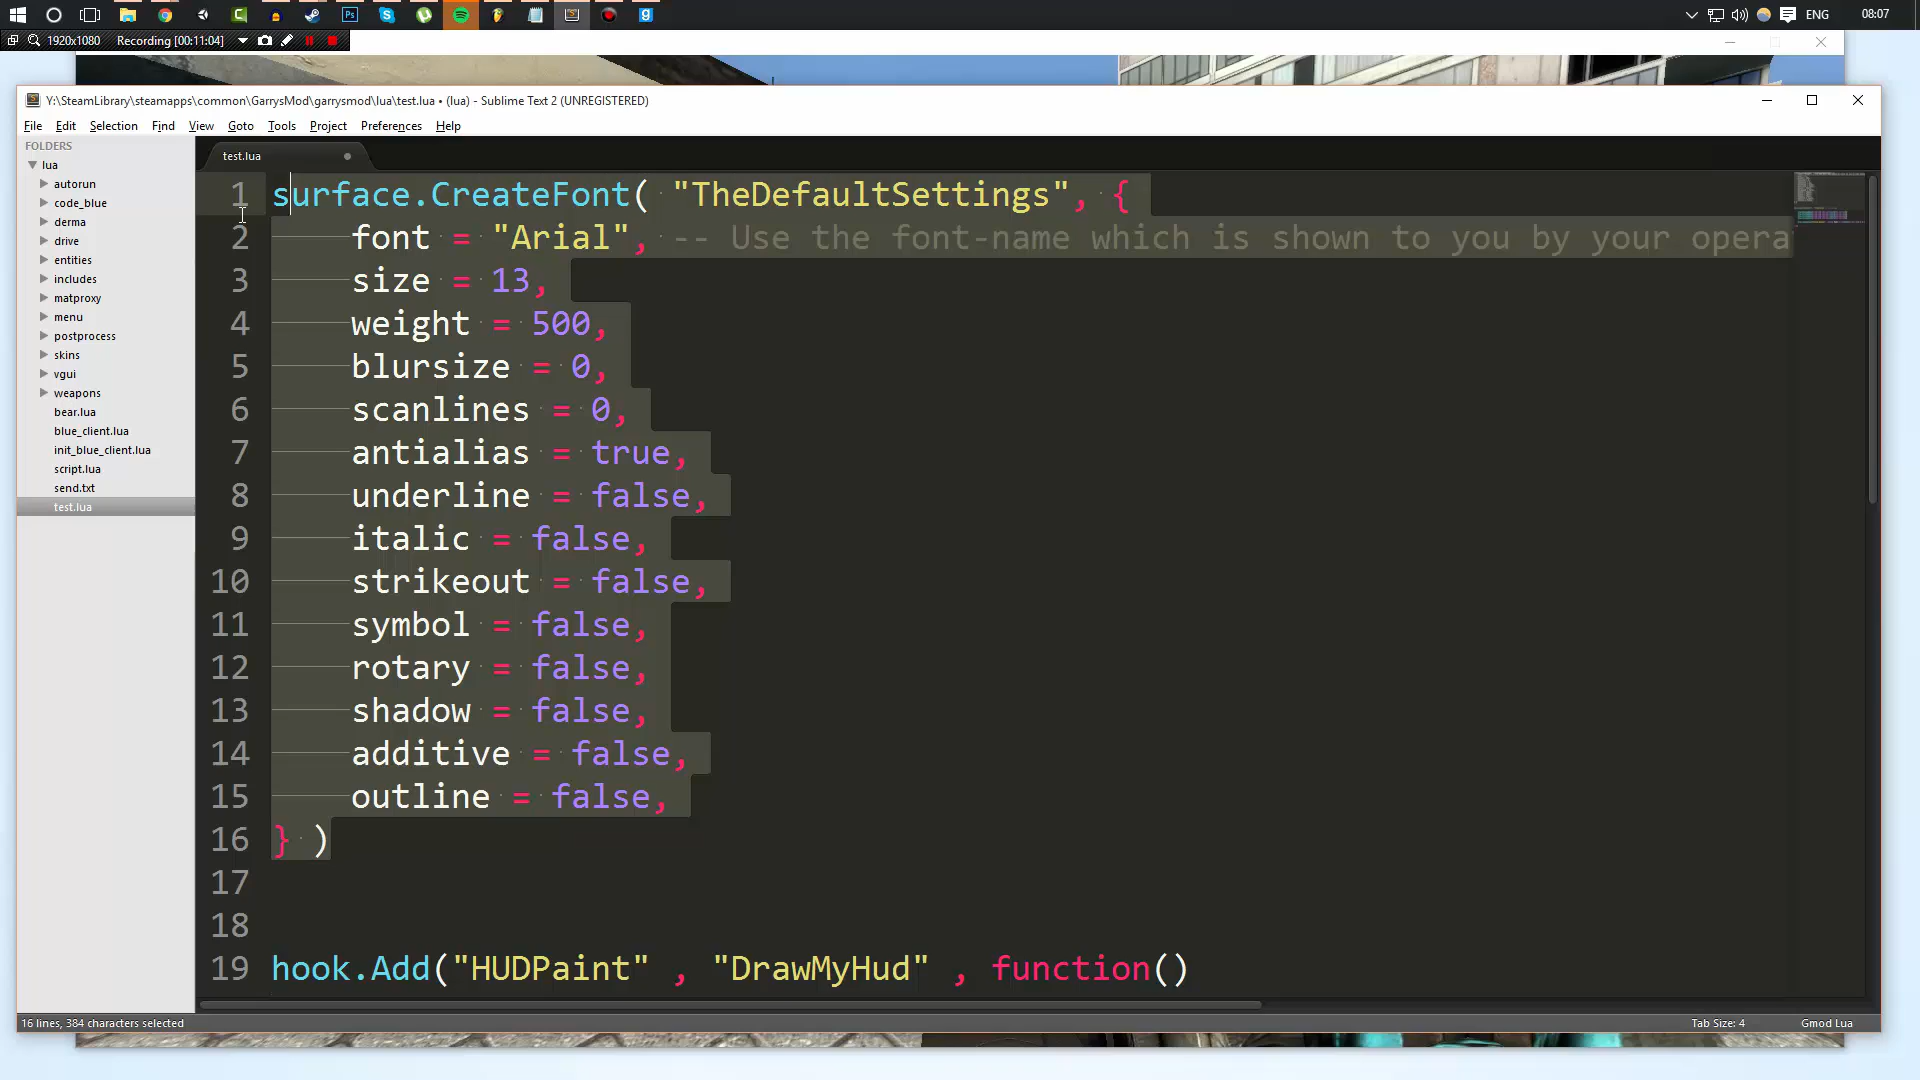 Ps
ENG
08:07
1920x1080
Recording [00:11:04]
Y:\SteamLibrary\steamapps\common\GarrysMod\garrysmod\lua\test.lua • (lua) - Sublime Text 2 (UNREGISTERED)
File Edit Selection Find View Goto Tools Project Preferences Help
FOLDERS
lua
autorun
code_blue
derma
drive
entities
includes
matproxy
menu
postprocess
skins
vgui
weapons
bear.lua
blue_client.lua
init_blue_client.lua
script.lua
send.txt
test.lua
test.lua
1 surface.CreateFont( "TheDefaultSettings", {
2 font = "Arial", -- Use the font-name which is shown to you by your opera
3 size = 13,
4 weight = 500,
5 blursize = 0,
6 scanlines = 0,
7 antialias = true,
8 underline = false,
9 italic = false,
10 strikeout = false,
11 symbol = false,
12 rotary = false,
13 shadow = false,
14 additive = false,
15 outline = false,
16 } )
17
18
19 hook.Add("HUDPaint" , "DrawMyHud" , function()
16 lines, 384 characters selected
Tab Size: 4
Gmod Lua